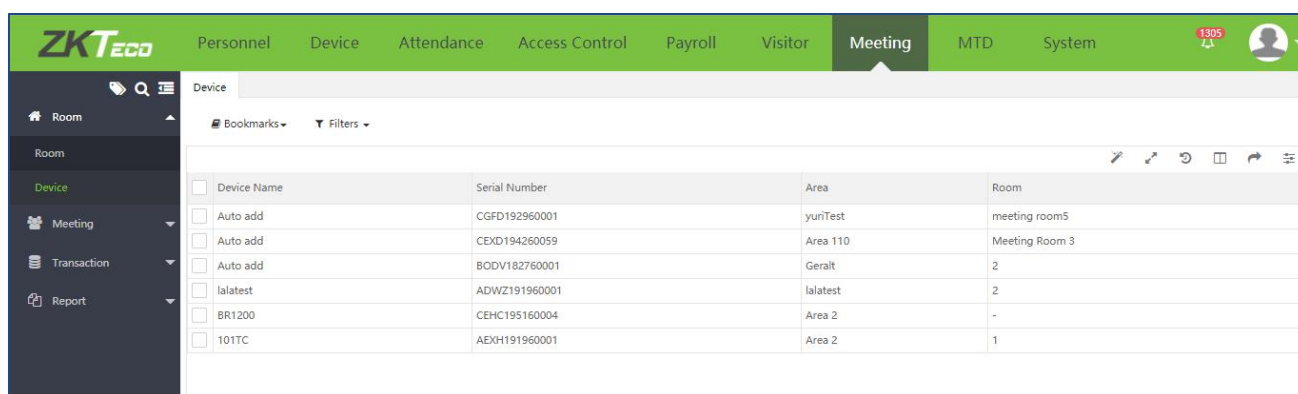 ZKTeco Personnel Device Attendance Access Control Payroll Visitor Meeting MTD System 1305
Device
Room
Bookmarks Filters
Room
Device
Device Name Serial Number Area Room
Auto add CGFD192960001 yuriTest meeting room5
Meeting
Auto add CEXD194260059 Area 110 Meeting Room 3
Transaction
Auto add BODV182760001 Geralt 2
lalatest ADWZ191960001 lalatest 2
Report
BR1200 CEHC195160004 Area 2 -
101TC AEXH191960001 Area 2 1